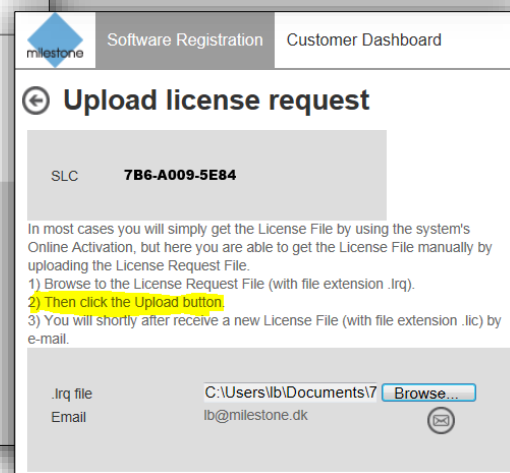 milestone
Software Registration Customer Dashboard
Upload license request
SLC 7B6-A009-5E84
In most cases you will simply get the License File by using the system's
Online Activation, but here you are able to get the License File manually by
uploading the License Request File.
1) Browse to the License Request File (with file extension .lrq).
2) Then click the Upload button.
3) You will shortly after receive a new License File (with file extension .lic) by
e-mail.
.lrq file C:\Users\lb\Documents\7 Browse...
Email lb@milestone.dk